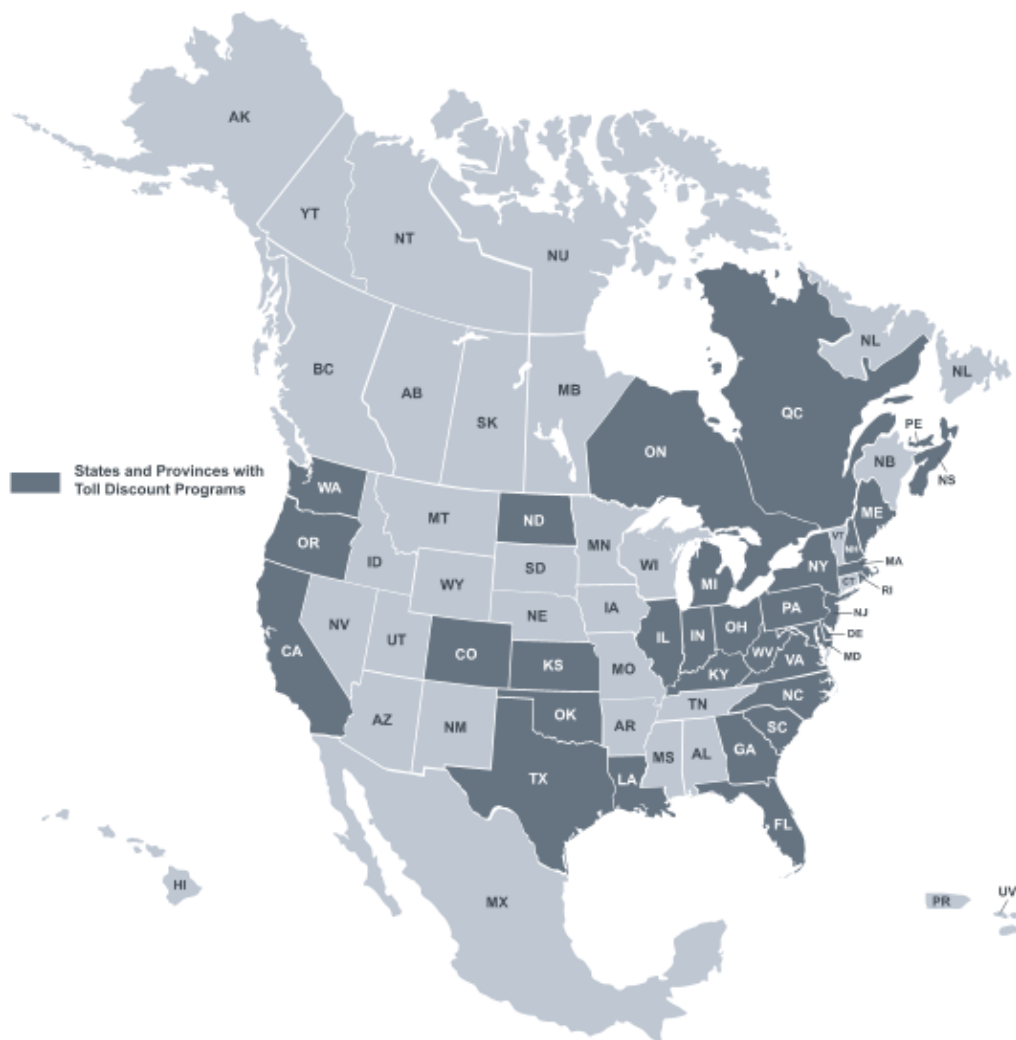 AK
YT
NT
NU
BC
AB
SK
MB
NL
NL
QC
ON
PE
NB
NS
States and Provinces with
Toll Discount Programs
WA
MT
ND
MN
ME
VT
NH
OR
ID
WY
SD
WI
MI
NY
MA
CT
RI
NV
UT
NE
IA
PA
NJ
CA
CO
KS
MO
IL
IN
OH
WV
VA
DE
MD
KY
AZ
NM
OK
AR
TN
NC
SC
TX
LA
MS
AL
GA
FL
HI
MX
PR
UV